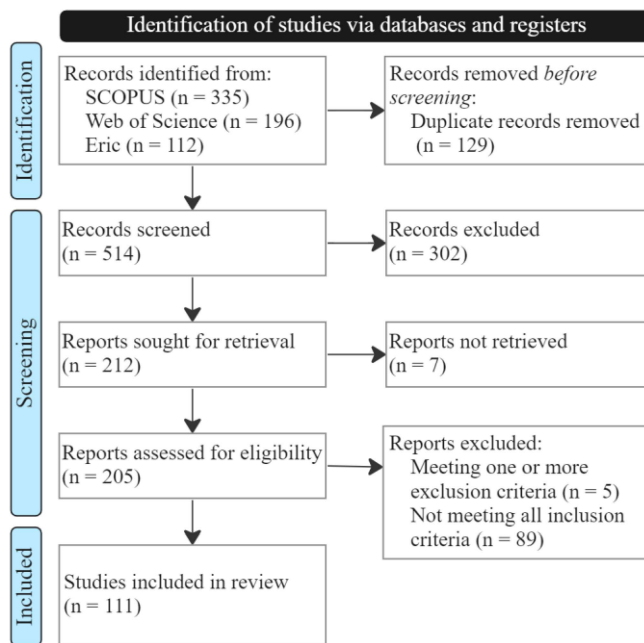 Identification of studies via databases and registers
Identification
Records identified from:
SCOPUS (n = 335)
Web of Science (n = 196)
Eric (n = 112)
Records removed before
screening:
Duplicate records removed
(n = 129)
Screening
Records screened
(n = 514)
Records excluded
(n = 302)
Reports sought for retrieval
(n = 212)
Reports not retrieved
(n = 7)
Reports assessed for eligibility
(n = 205)
Reports excluded:
Meeting one or more
exclusion criteria (n = 5)
Not meeting all inclusion
criteria (n = 89)
Included
Studies included in review
(n = 111)